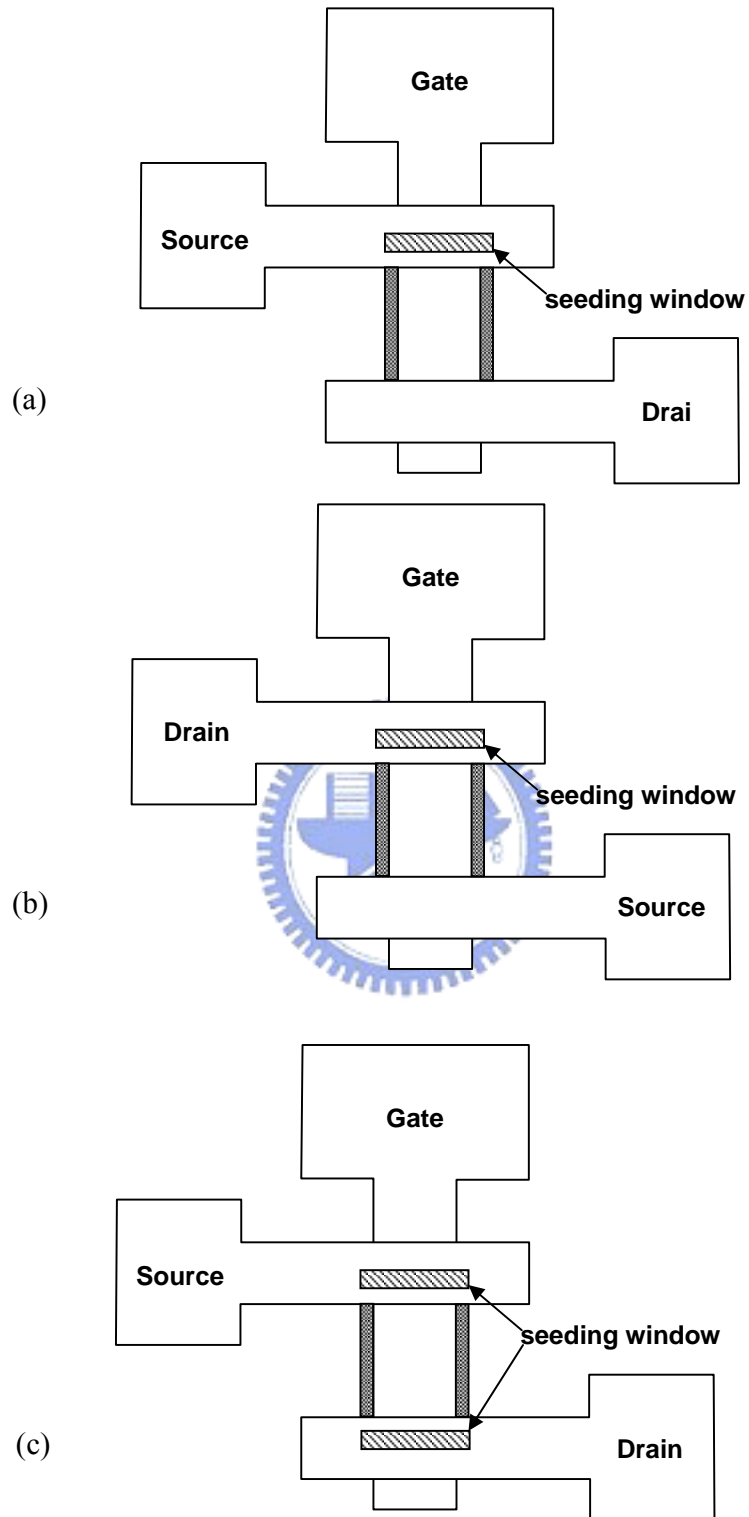 Gate
Source
seeding window
(a)
Drai
Gate
Drain
seeding window
(b)
Source
Gate
Source
seeding window
(c)
Drain